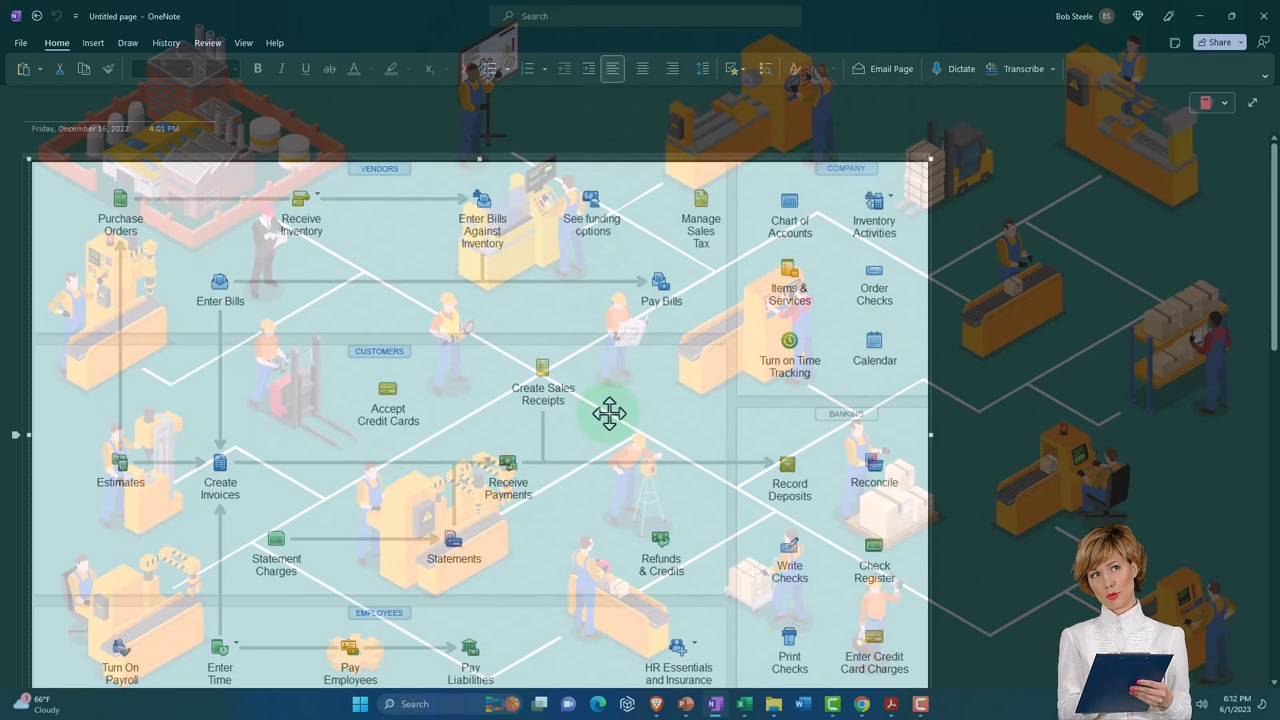 Untitled page - OneNote
Search
Bob Steele
BS
File
Home
Insert
Draw
History
Review
View
Help
Share
B
I
U
Styles
Email Page
Dictate
Transcribe
Friday, December 16, 2022
4:01 PM
VENDORS
Purchase
Orders
Receive
Inventory
Enter Bills
Against
Inventory
See funding
options
Manage
Sales
Tax
Enter Bills
Pay Bills
COMPANY
Chart of
Accounts
Inventory
Activities
Items &
Services
Order
Checks
Turn on Time
Tracking
Calendar
CUSTOMERS
Create Sales
Receipts
Accept
Credit Cards
Estimates
Create
Invoices
Receive
Payments
Statement
Charges
Statements
Refunds
& Credits
BANKING
Record
Deposits
Reconcile
Write
Checks
Check
Register
Print
Checks
Enter Credit
Card Charges
EMPLOYEES
Turn On
Payroll
Enter
Time
Pay
Employees
Pay
Liabilities
HR Essentials
and Insurance
66°F
Cloudy
Search
6:12 PM
6/1/2023